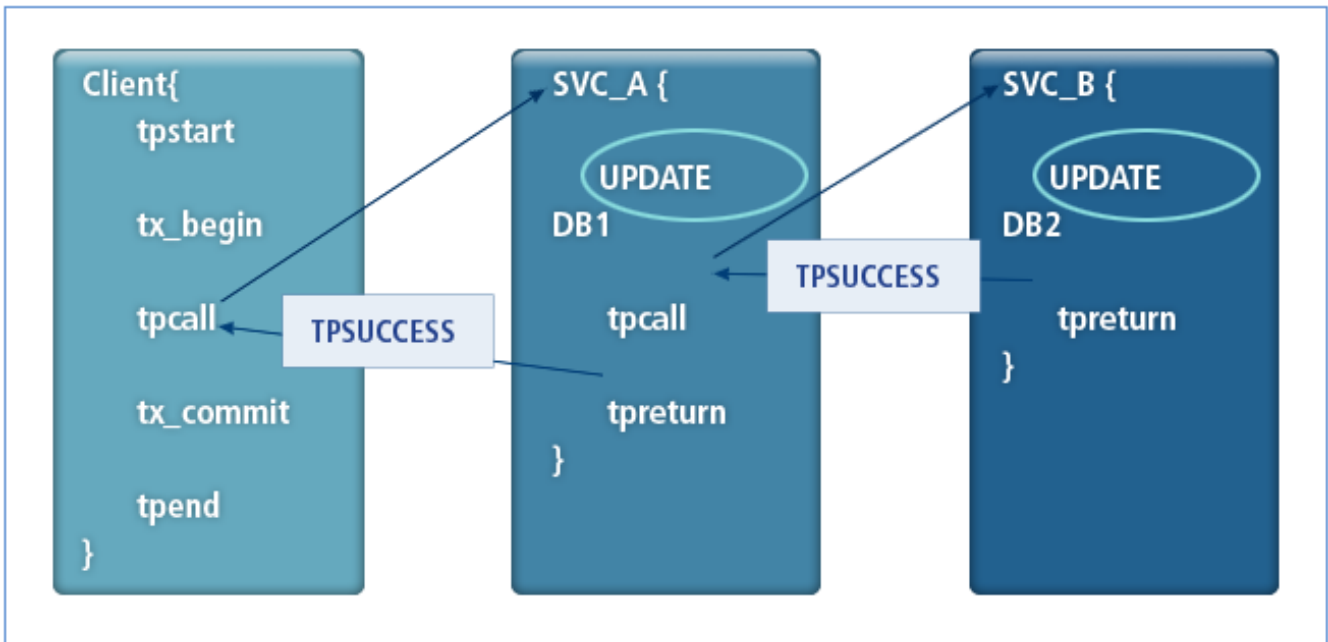 Client{
tpstart
tx_begin
tpcall
tx_commit
tpend
}
TPSUCCESS
SVC_A {
UPDATE
DB1
tpcall
tpreturn
}
TPSUCCESS
SVC_B {
UPDATE
DB2
tpreturn
}